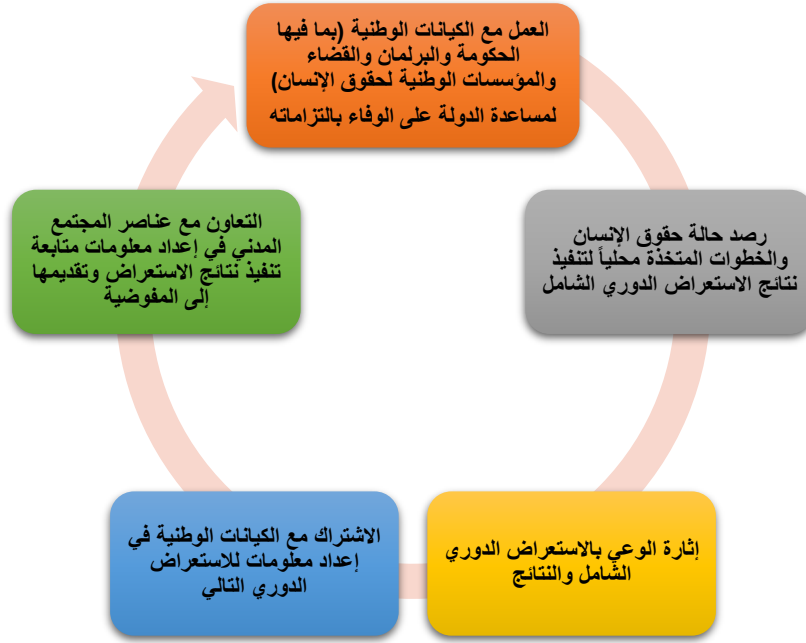 العمل مع الكيانات الوطنية (بما فيها
الحكومة والبرلمان والقضاء
والمؤسسات الوطنية لحقوق الإنسان)
لمساعدة الدولة على الوفاء بالتزاماته
رصد حالة حقوق الإنسان
والخطوات المتخذة محلياً لتنفيذ
نتائج الاستعراض الدوري الشامل
إثارة الوعي بالاستعراض الدوري
الشامل والنتائج
الاشتراك مع الكيانات الوطنية في
إعداد معلومات للاستعراض
الدوري التالي
التعاون مع عناصر المجتمع
المدني في إعداد معلومات متابعة
تنفيذ نتائج الاستعراض وتقديمها
إلى المفوضية